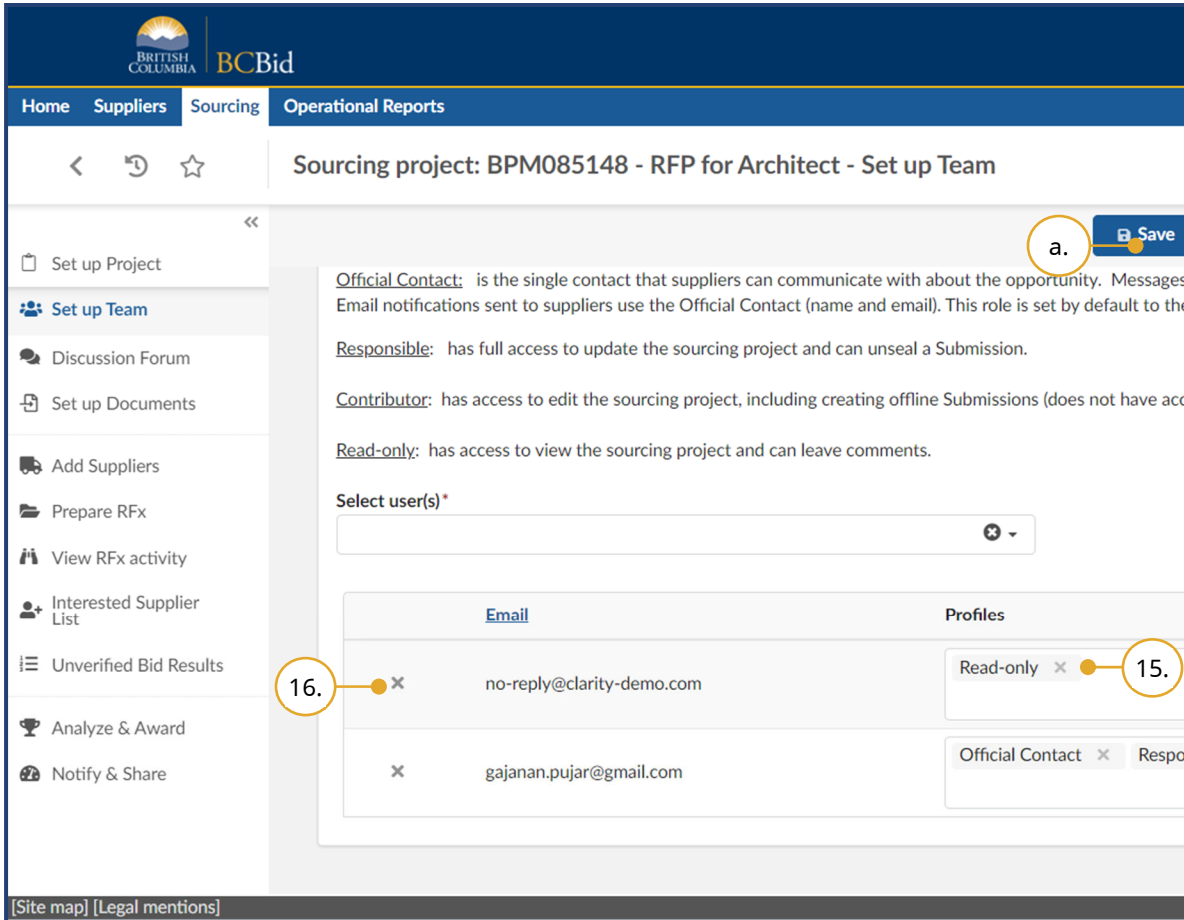 BRITISH
COLUMBIA
BCBid
Home Suppliers Sourcing Operational Reports
Sourcing project: BPM085148 - RFP for Architect - Set up Team
Set up Project
Set up Team
Discussion Forum
Set up Documents
Add Suppliers
Prepare RFx
View RFx activity
Interested Supplier
List
Unverified Bid Results
Analyze & Award
Notify & Share
a.
Save
Official Contact: is the single contact that suppliers can communicate with about the opportunity. Messages
Email notifications sent to suppliers use the Official Contact (name and email). This role is set by default to the
Responsible: has full access to update the sourcing project and can unseal a Submission.
Contributor: has access to edit the sourcing project, including creating offline Submissions (does not have acc
Read-only: has access to view the sourcing project and can leave comments.
Select user(s)*
Email Profiles
16. no-reply@clarity-demo.com Read-only 15.
gajanan.pujar@gmail.com Official Contact Respo
[Site map] [Legal mentions]